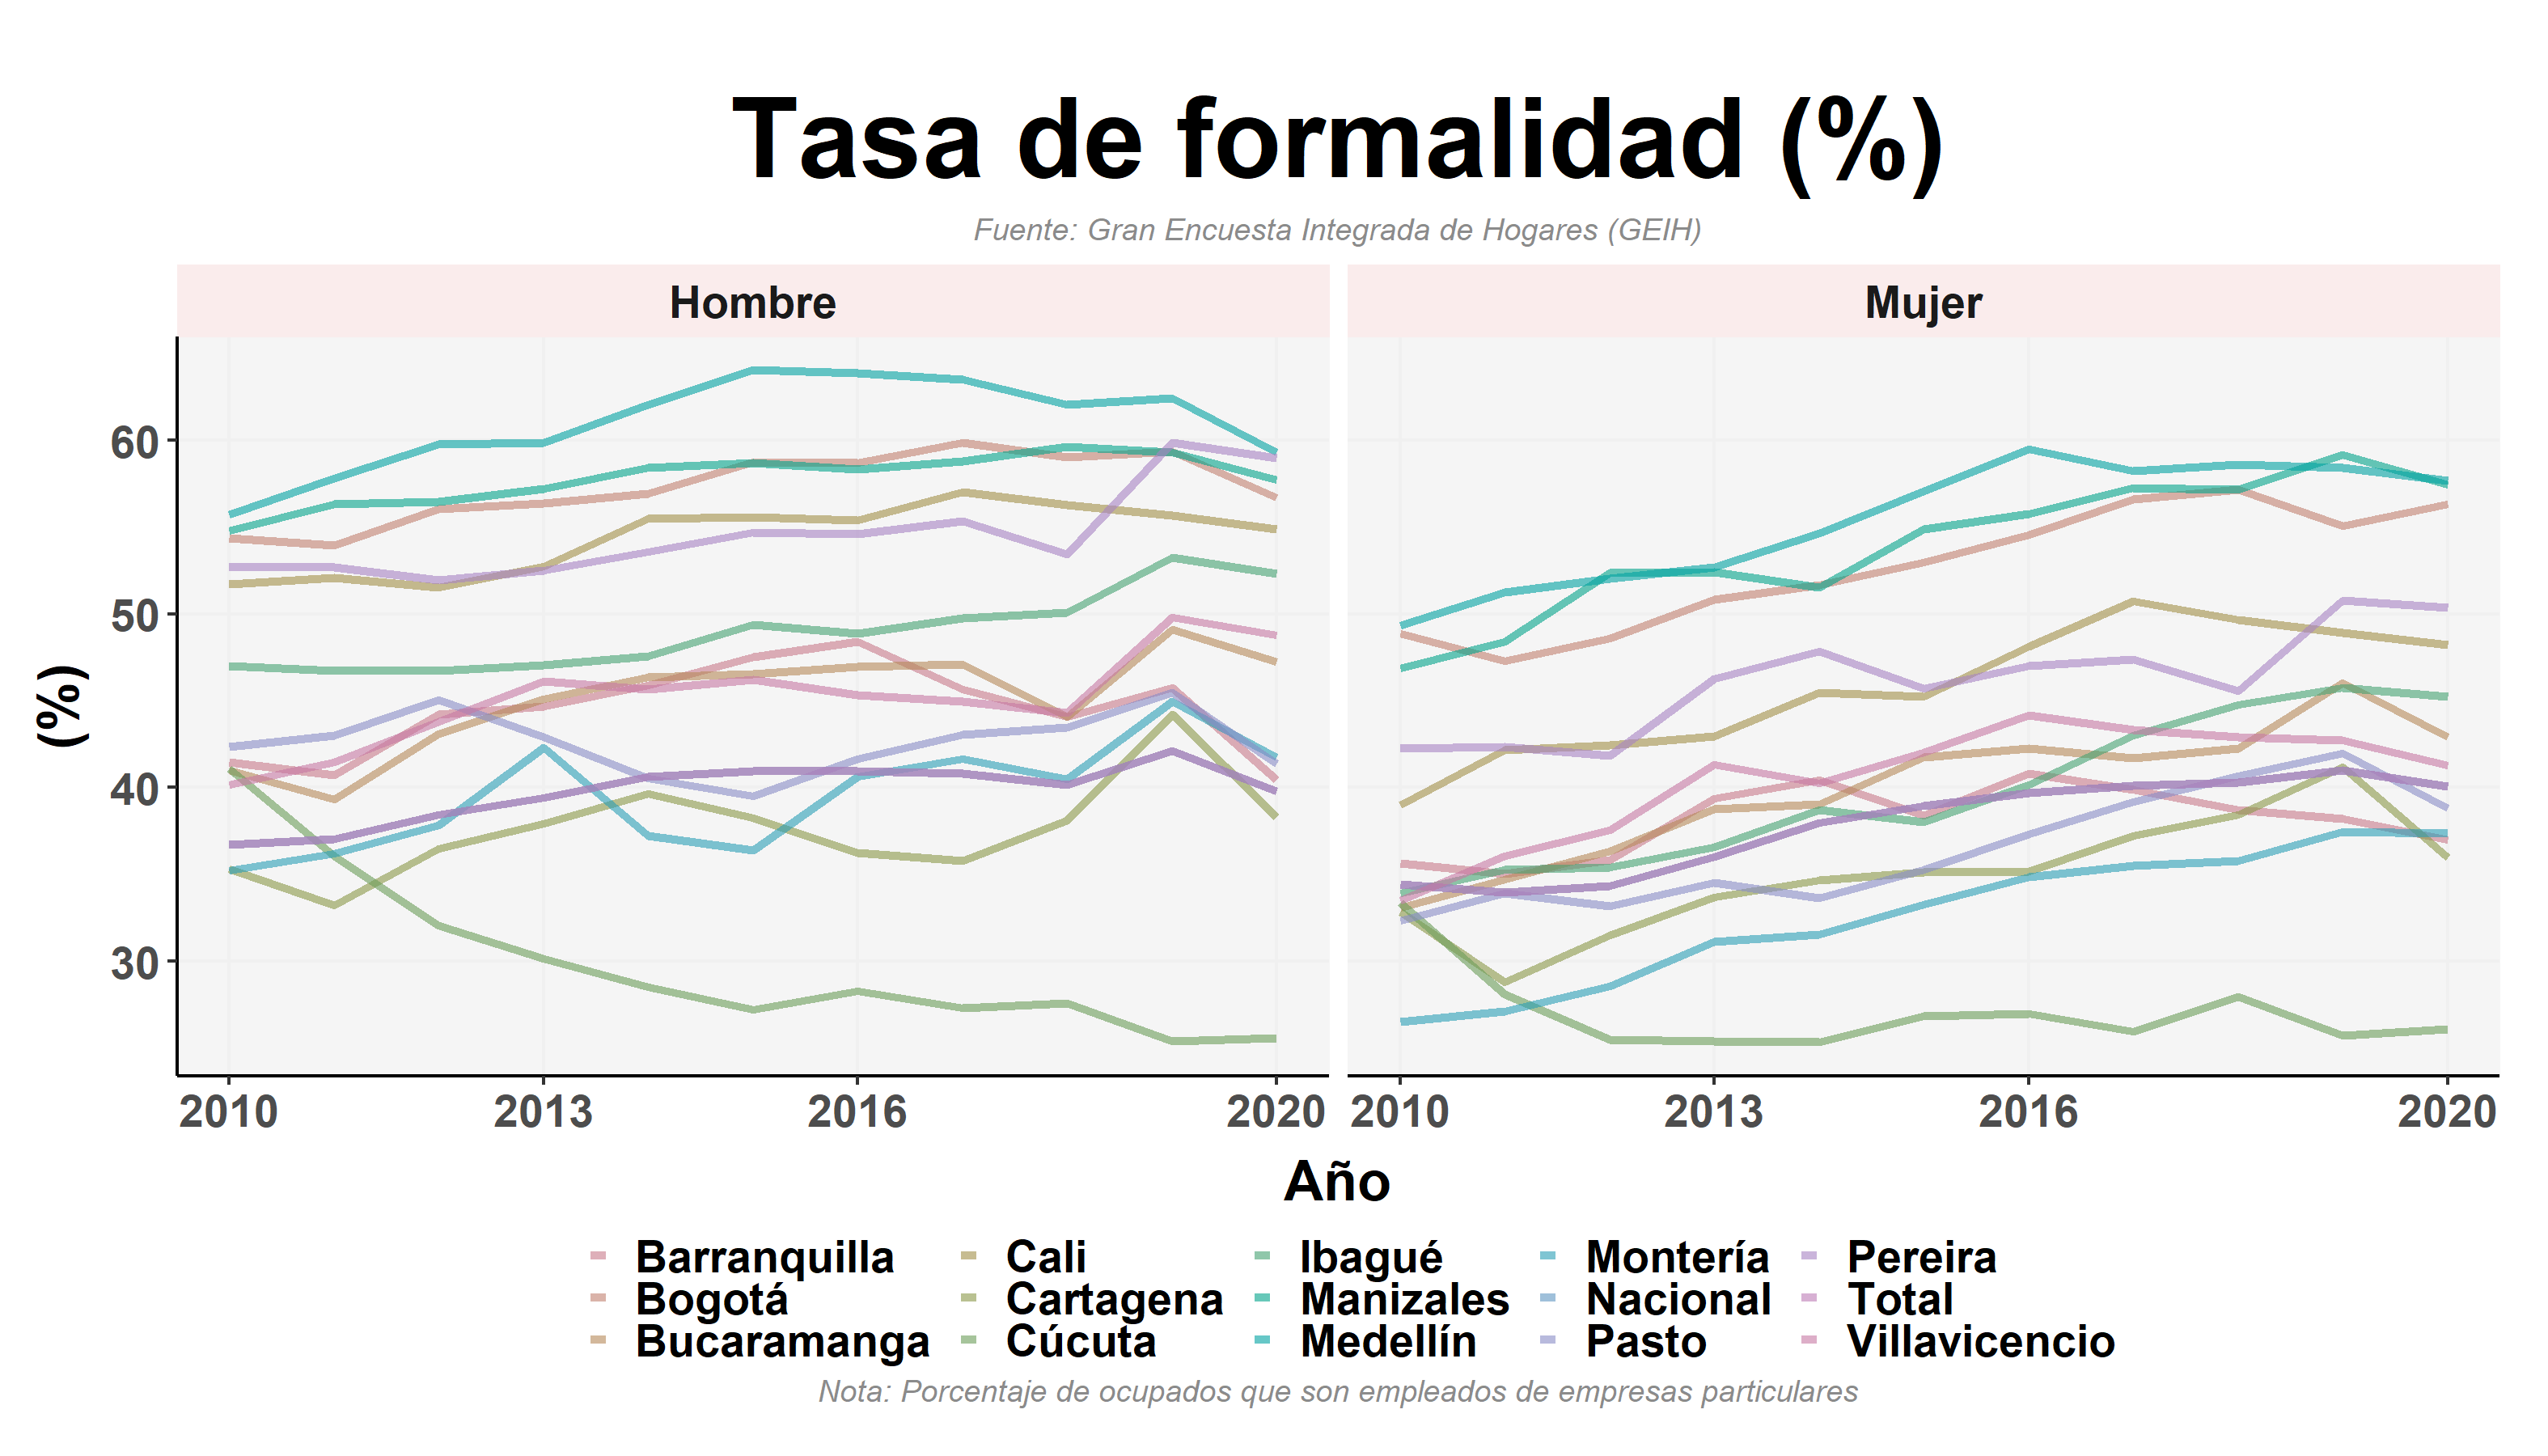 Tasa de formalidad (%)
Fuente: Gran Encuesta Integrada de Hogares (GEIH)
Hombre
Mujer
(%)
60
50
40
30
2010 2013 2016 2020
2010 2013 2016 2020
Año
Barranquilla Cali Ibagué Montería Pereira
Bogotá Cartagena Manizales Nacional Total
Bucaramanga Cúcuta Medellín Pasto Villavicencio
Nota: Porcentaje de ocupados que son empleados de empresas particulares